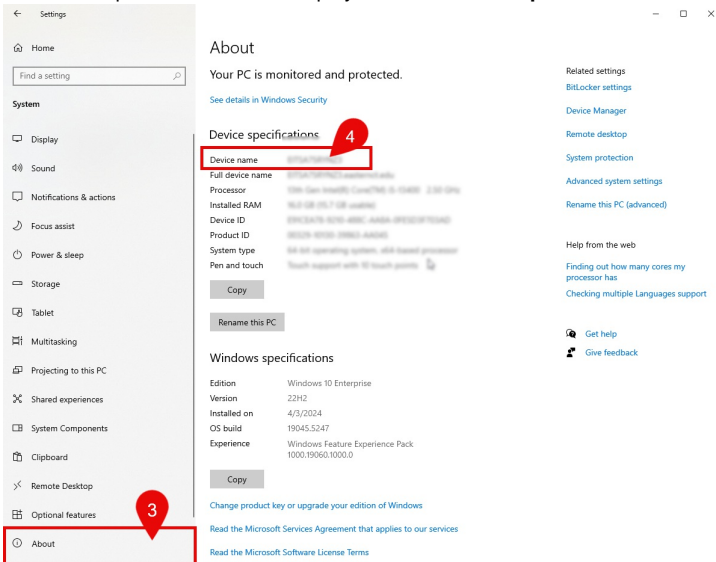 Settings
Home
Find a setting
System
Display
Sound
Notifications & actions
Focus assist
Power & sleep
Storage
Tablet
Multitasking
Projecting to this PC
Shared experiences
System Components
Clipboard
Remote Desktop
Optional features
3
About
About
Your PC is monitored and protected.
See details in Windows Security
Device specifications
4
Device name
Full device name
Processor
Installed RAM
Device ID
Product ID
System type
Pen and touch
Copy
Rename this PC
Windows specifications
Edition Windows 10 Enterprise
Version 22H2
Installed on 4/3/2024
OS build 19045.5247
Experience Windows Feature Experience Pack
1000.19060.1000.0
Copy
Change product key or upgrade your edition of Windows
Read the Microsoft Services Agreement that applies to our services
Read the Microsoft Software License Terms
Related settings
BitLocker settings
Device Manager
Remote desktop
System protection
Advanced system settings
Rename this PC (advanced)
Help from the web
Finding out how many cores my
processor has
Checking multiple Languages support
Get help
Give feedback